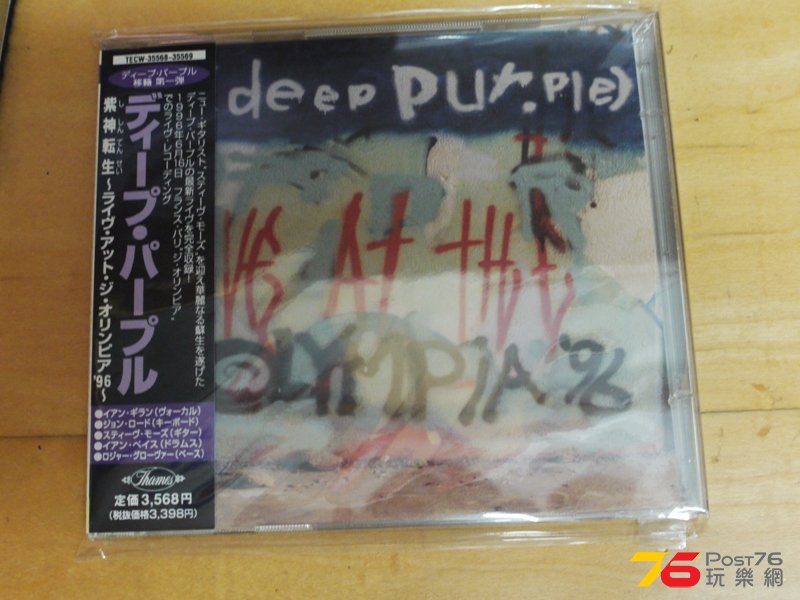 TECW-35568-35569
ディープ・パープル
移籍 第一弾
ディープ・パープル
紫神転生～ライヴ・アット・ジ・オリンピア'96～
し しん てん せい
ニュー・ギタリスト、スティーヴ・モーズを迎え華麗なる蘇生を遂げた
ディープ・パープルの最新ライヴを完全収録!
1996年6月16日 フランス・パリ“ジ・オリンピア”
でのライヴ・レコーディング
●イアン・ギラン(ヴォーカル)
●ジョン・ロード(キーボード)
●スティーヴ・モーズ(ギター)
●イアン・ペイス(ドラムス)
●ロジャー・グローヴァー(ベース)
Thames
定価3,568円
(税抜価格3,398円)
deep purple
VE AT the
OLYMPIA '96
76 POST76
玩樂網